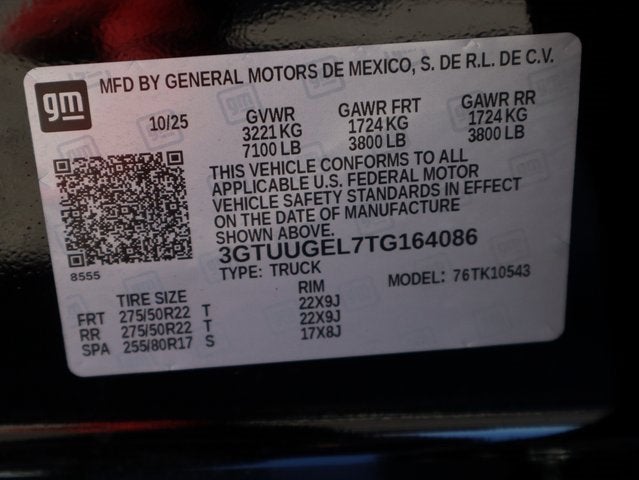 gm
MFD BY GENERAL MOTORS DE MEXICO, S. DE R.L. DE C.V.
10/25 GVWR GAWR FRT GAWR RR
3221 KG 1724 KG 1724 KG
7100 LB 3800 LB 3800 LB
THIS VEHICLE CONFORMS TO ALL
APPLICABLE U.S. FEDERAL MOTOR
VEHICLE SAFETY STANDARDS IN EFFECT
ON THE DATE OF MANUFACTURE
SHOWN ABOVE.
8555
3GTUUGEL7TG164086
TYPE: TRUCK MODEL: 76TK10543
TIRE SIZE RIM
FRT 275/50R22 T 22X9J
RR 275/50R22 T 22X9J
SPA 255/80R17 S 17X8J